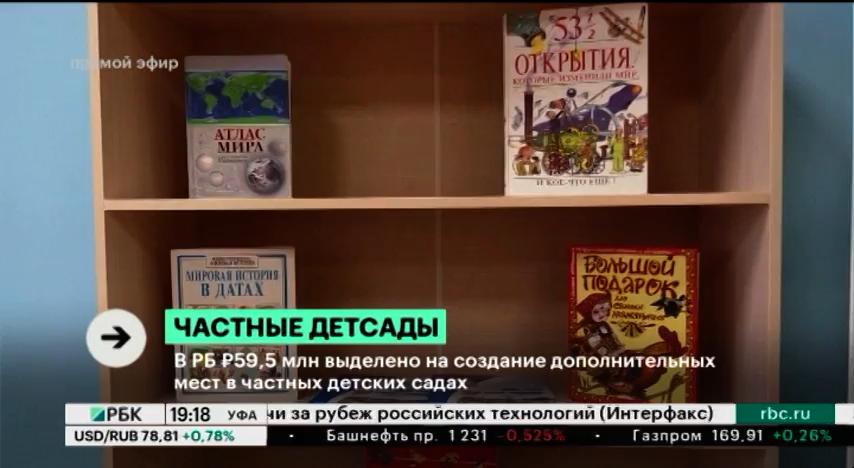 прямой эфир
АТЛАС
МИРА
53 1/2
ОТКРЫТИЯ,
КОТОРЫЕ ИЗМЕНИЛИ МИР,
И КОЕ-ЧТО ЕЩЕ!
МИРОВАЯ ИСТОРИЯ
В ДАТАХ
БОЛЬШОЙ
ПОДАРОК
ДЛЯ
ЧАСТНЫЕ ДЕТСАДЫ
В РБ ₽59,5 млн выделено на создание дополнительных
мест в частных детских садах
РБК 19:18 УФА чи за рубеж российских технологий (Интерфакс) rbc.ru
USD/RUB 78,81 +0,78% · Башнефть пр. 1 231 -0,525% · Газпром 169,91 +0,26%